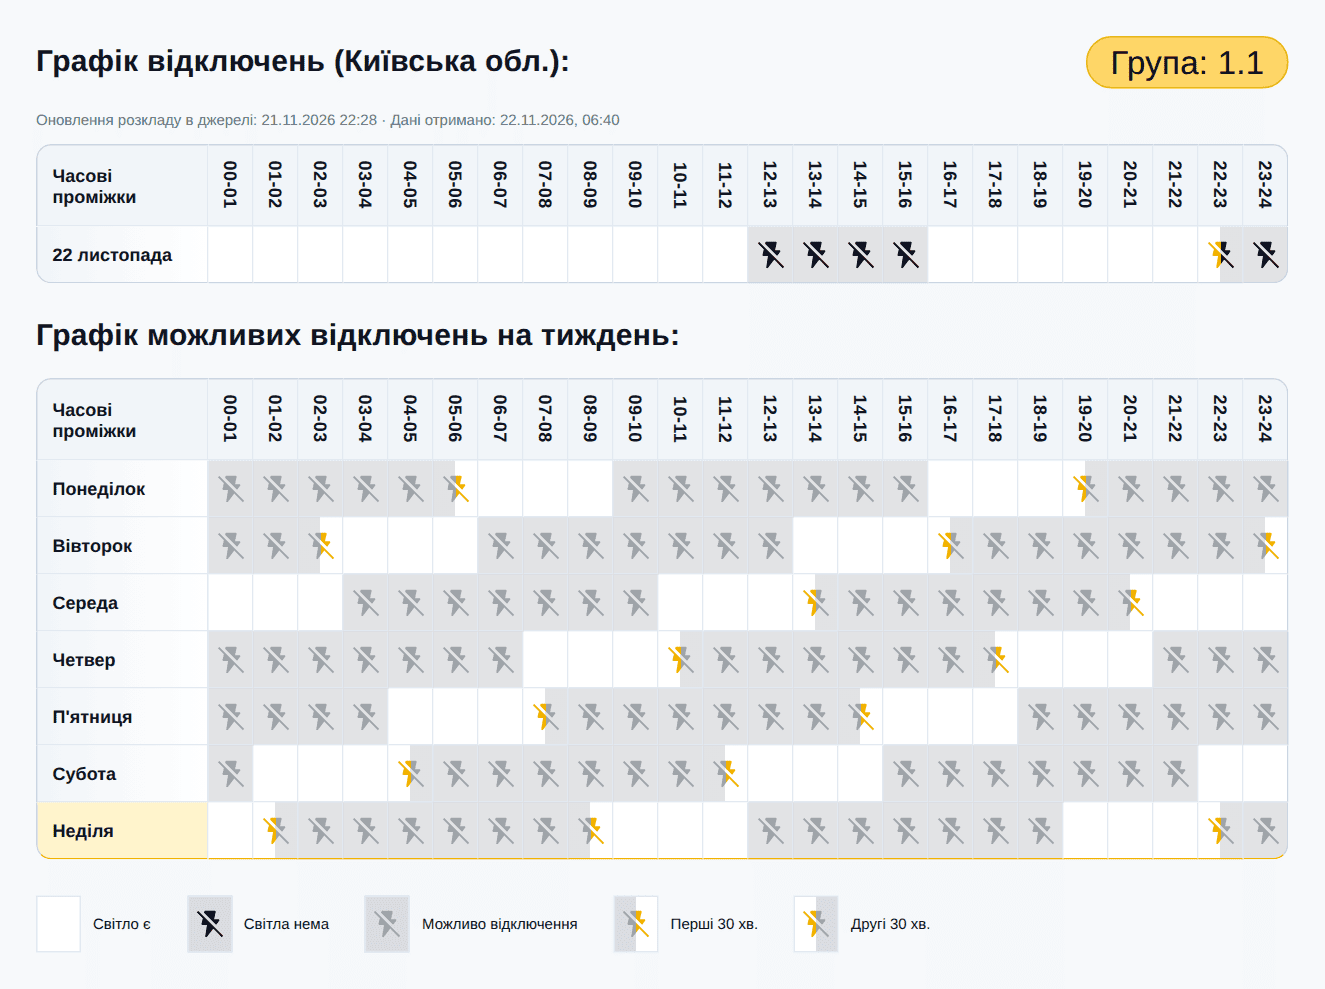 Графік відключень (Київська обл.):
Група: 1.1
Оновлення розкладу в джерелі: 21.11.2026 22:28 · Дані отримано: 22.11.2026, 06:40
Часові проміжки 00-01 01-02 02-03 03-04 04-05 05-06 06-07 07-08 08-09 09-10 10-11 11-12 12-13 13-14 14-15 15-16 16-17 17-18 18-19 19-20 20-21 21-22 22-23 23-24
22 листопада
Графік можливих відключень на тиждень:
Часові проміжки 00-01 01-02 02-03 03-04 04-05 05-06 06-07 07-08 08-09 09-10 10-11 11-12 12-13 13-14 14-15 15-16 16-17 17-18 18-19 19-20 20-21 21-22 22-23 23-24
Понеділок
Вівторок
Середа
Четвер
П'ятниця
Субота
Неділя
Світло є Світла нема Можливо відключення Перші 30 хв. Другі 30 хв.